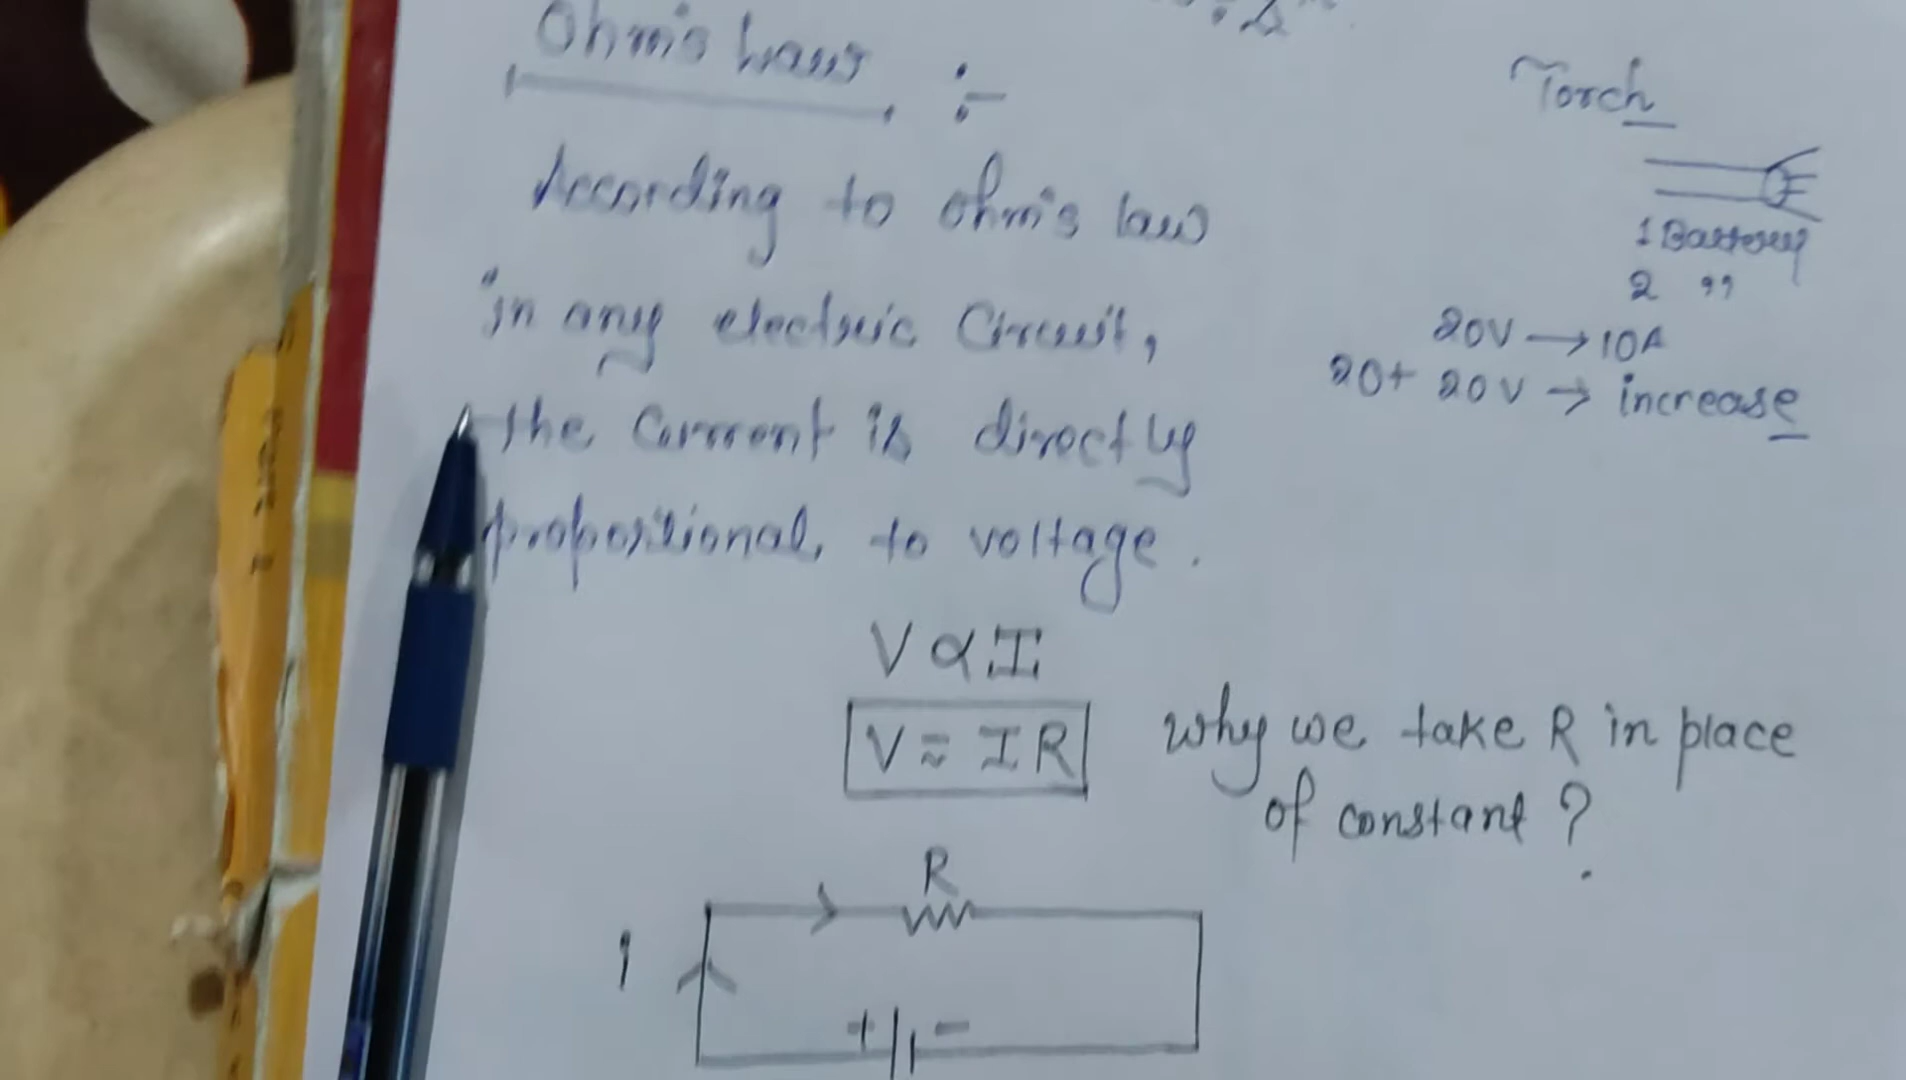 Ohm's Law :-
According to ohm's law
in any electric Circuit,
the Current is directly
proportional to voltage.
V ∝ I
V = IR
why we take R in place
of constant ?
R
I
+ -
Torch
1 Battery
2 "
20V → 10A
20+ 20V → increase